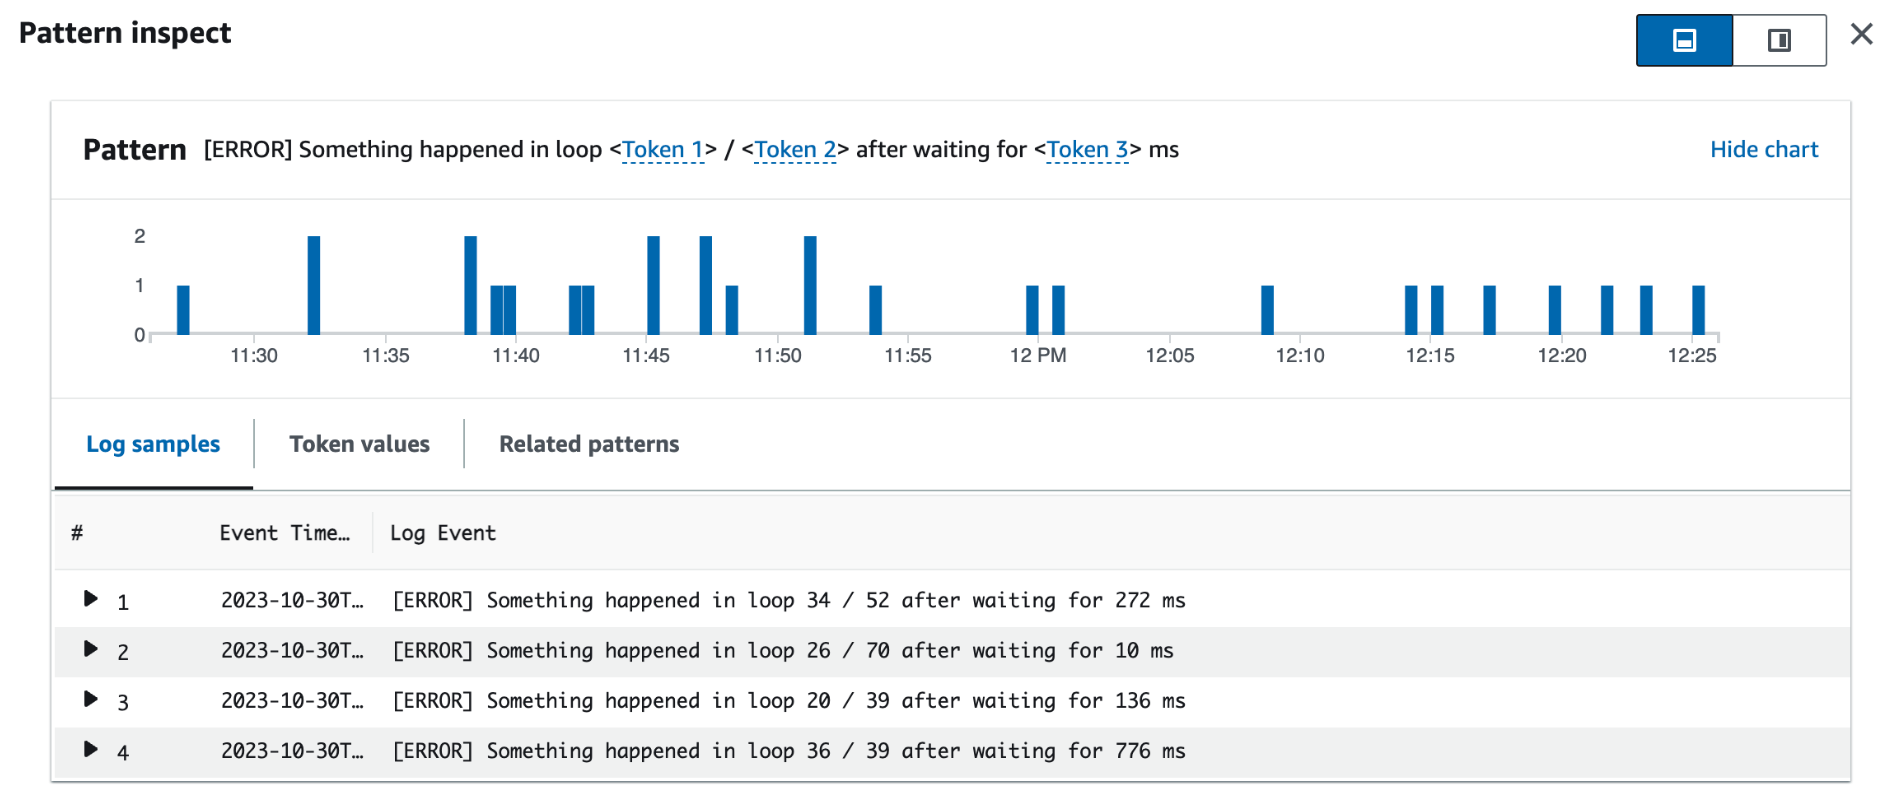 Pattern inspect
Pattern [ERROR] Something happened in loop <Token 1> / <Token 2> after waiting for <Token 3> ms
Hide chart
2
1
0
11:30 11:35 11:40 11:45 11:50 11:55 12 PM 12:05 12:10 12:15 12:20 12:25
Log samples Token values Related patterns
# Event Time… Log Event
1 2023-10-30T… [ERROR] Something happened in loop 34 / 52 after waiting for 272 ms
2 2023-10-30T… [ERROR] Something happened in loop 26 / 70 after waiting for 10 ms
3 2023-10-30T… [ERROR] Something happened in loop 20 / 39 after waiting for 136 ms
4 2023-10-30T… [ERROR] Something happened in loop 36 / 39 after waiting for 776 ms